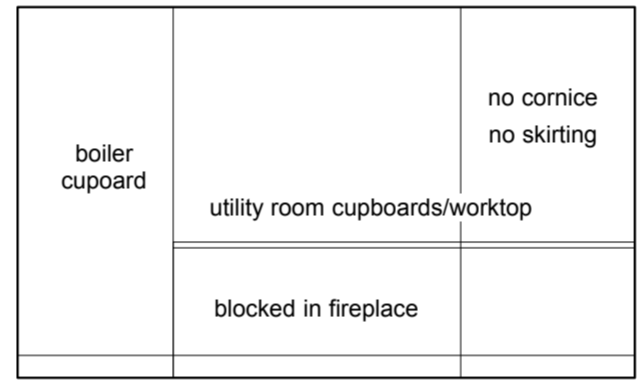 no cornice
no skirting
boiler
cupoard
utility room cupboards/worktop
blocked in fireplace